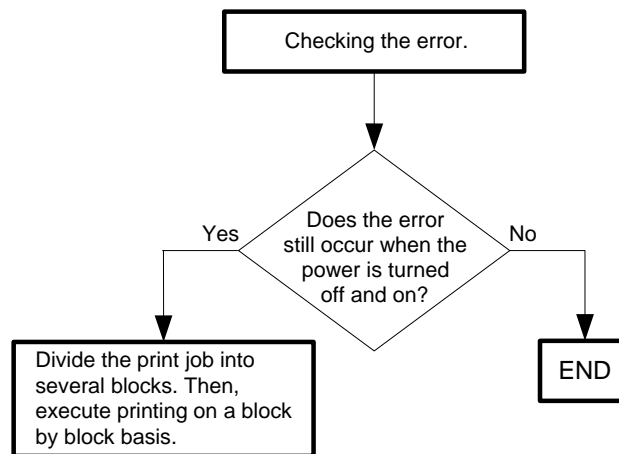 Checking the error.
Does the error
still occur when the
power is turned
off and on?
Yes
No
Divide the print job into
several blocks. Then,
execute printing on a block
by block basis.
END